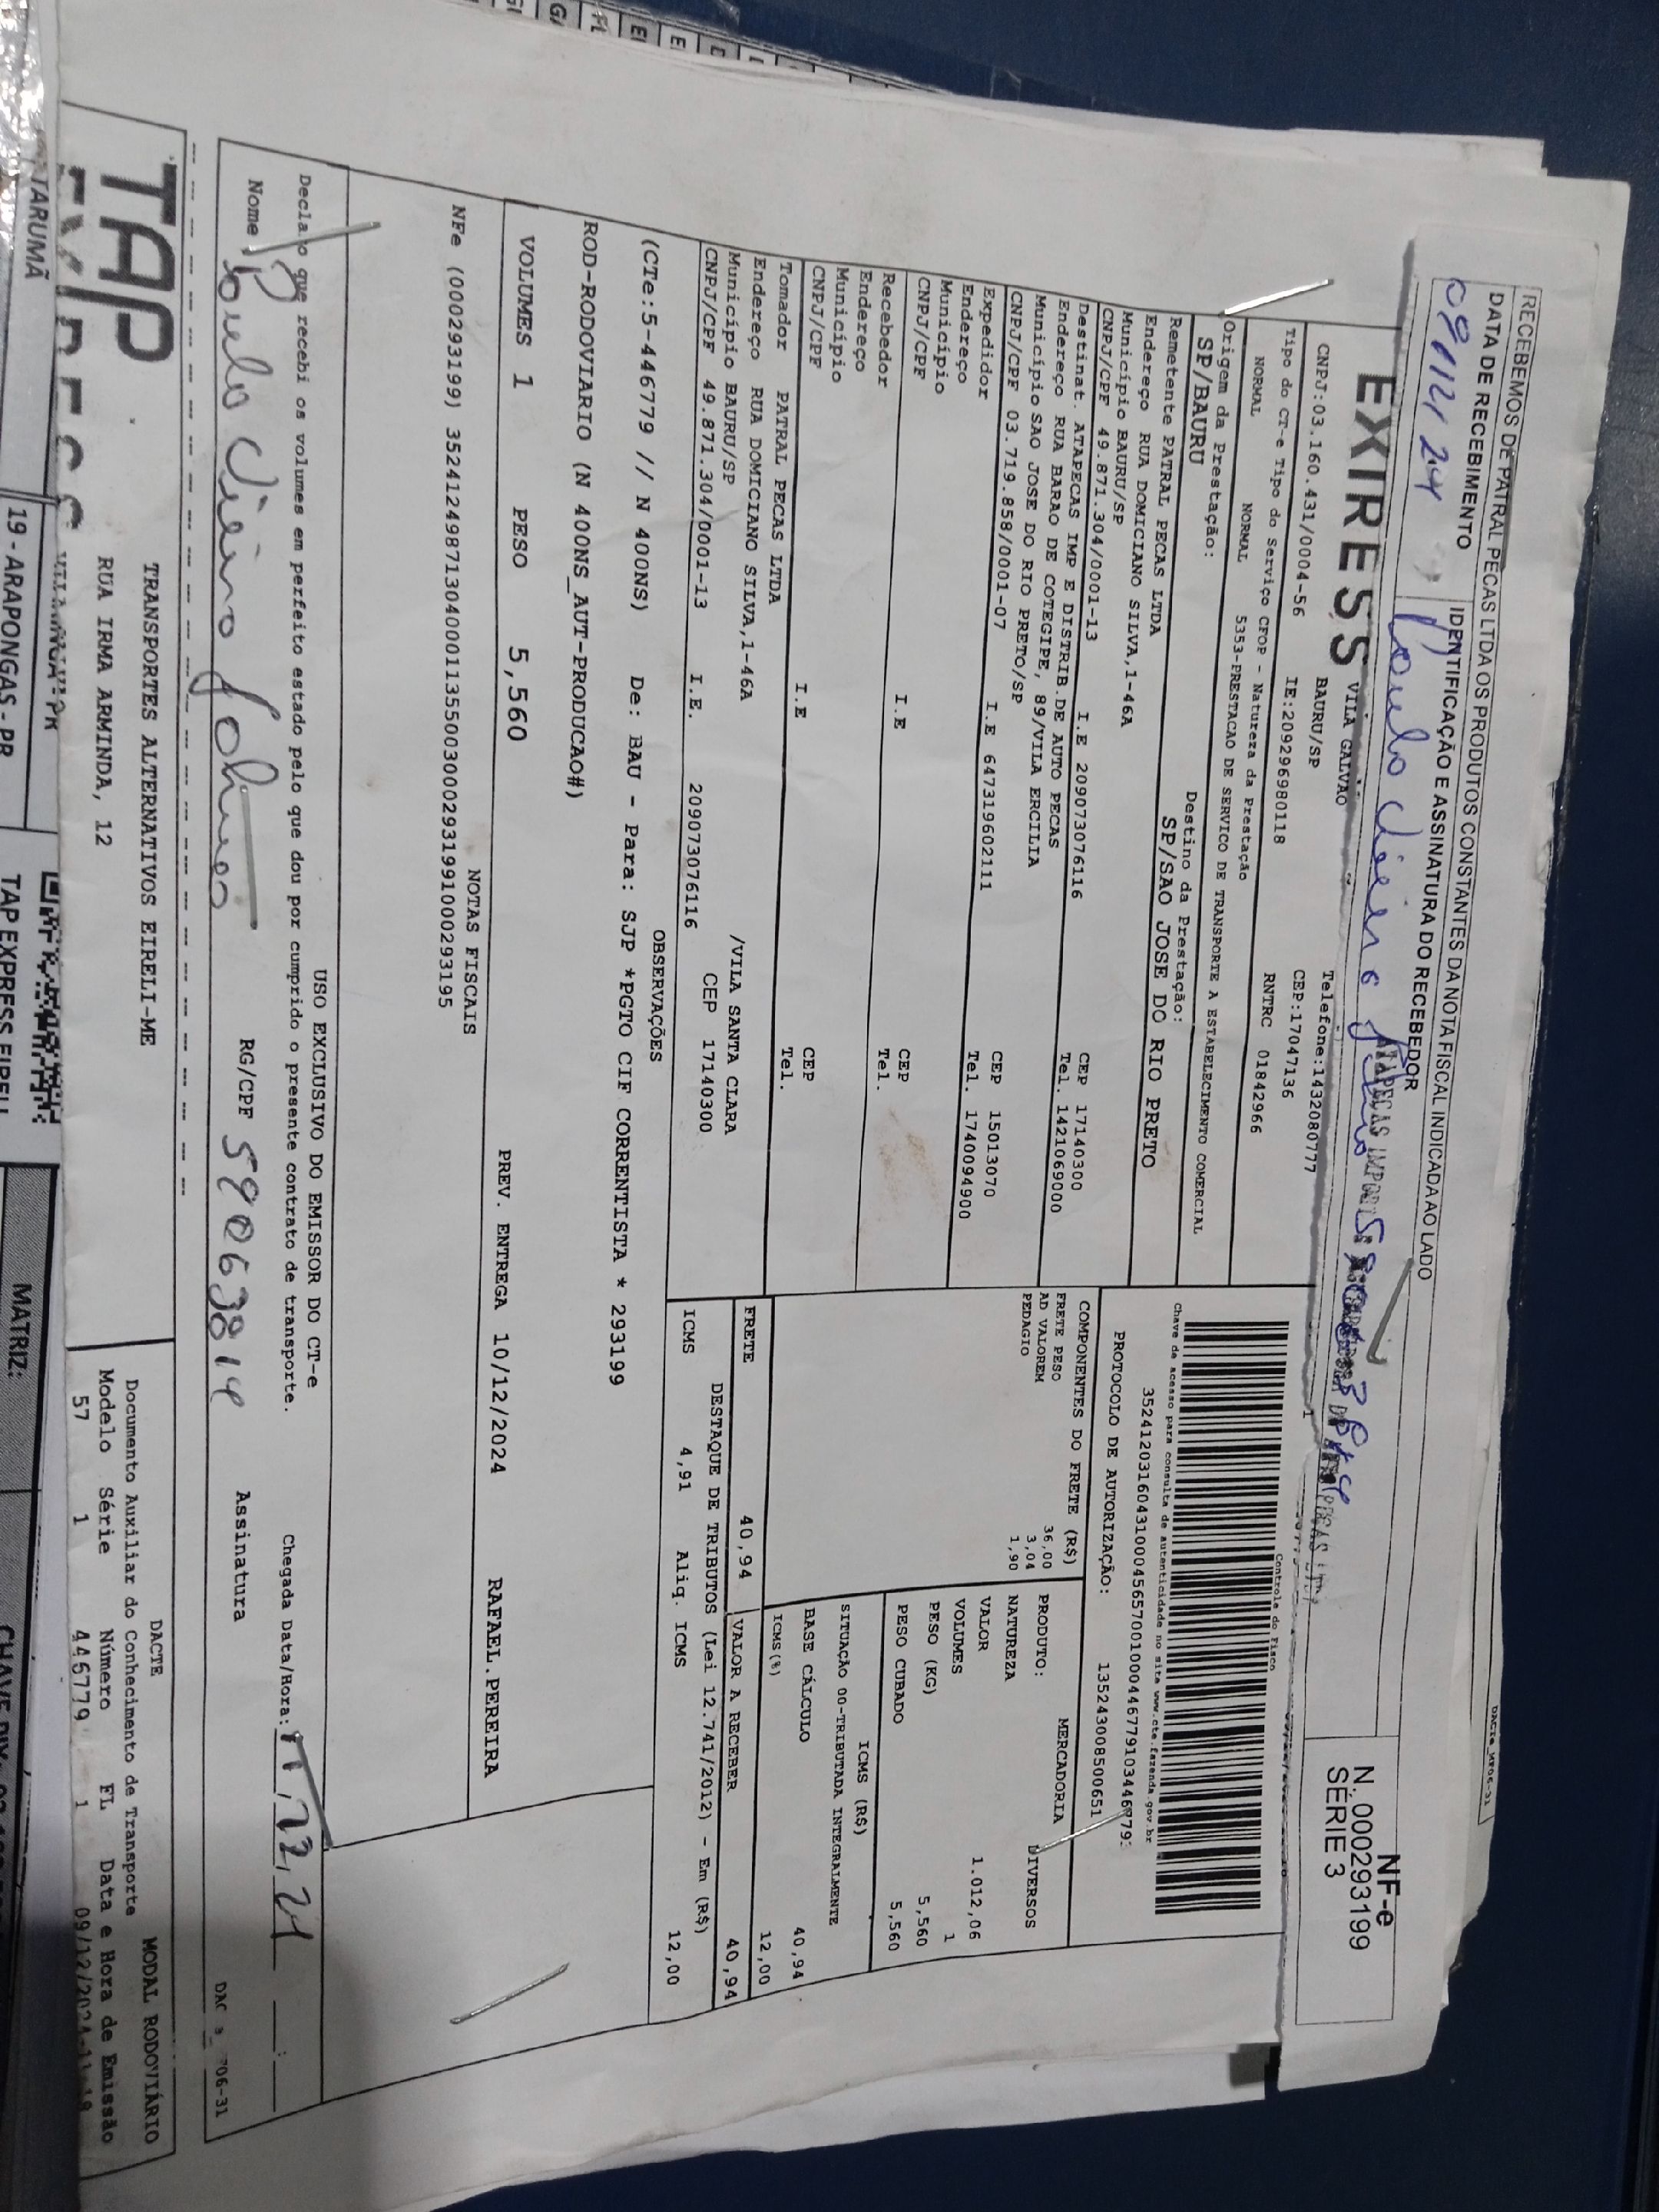 RECEBEMOS DE PATRAL PECAS LTDA OS PRODUTOS CONSTANTES DA NOTA FISCAL INDICADA AO LADO
DATA DE RECEBIMENTO
IDENTIFICAÇÃO E ASSINATURA DO RECEBEDOR
NF-e
N. 000293199
SÉRIE 3
EXPRESS
VILA GALVAO
BAURU/SP
Telefone:1432080777
CNPJ:03.160.431/0004-56
IE:209296980118
CEP:17047136
Tipo do CT-e Tipo do Serviço CFOP - Natureza da Prestação
RNTRC 01842966
NORMAL NORMAL 5353-PRESTACAO DE SERVICO DE TRANSPORTE A ESTABELECIMENTO COMERCIAL
Origem da Prestação:
Destino da Prestação:
SP/BAURU
SP/SAO JOSE DO RIO PRETO
Remetente PATRAL PECAS LTDA
Endereço RUA DOMICIANO SILVA,1-46A
Município BAURU/SP
CEP 17140300
CNPJ/CPF 49.871.304/0001-13 I.E 209073076116
Tel. 1421069000
Destinat. ATAPECAS IMP E DISTRIB.DE AUTO PECAS
Endereço RUA BARAO DE COTEGIPE, 89/VILA ERCILIA
Município SAO JOSE DO RIO PRETO/SP
CEP 15013070
CNPJ/CPF 03.719.858/0001-07 I.E 647319602111
Tel. 1740094900
Expedidor
Endereço
Município
CEP
CNPJ/CPF I.E
Tel.
Recebedor
Endereço
Município
CEP
CNPJ/CPF I.E
Tel.
Tomador PATRAL PECAS LTDA
Endereço RUA DOMICIANO SILVA,1-46A /VILA SANTA CLARA
Município BAURU/SP CEP 17140300
CNPJ/CPF 49.871.304/0001-13 I.E. 209073076116
Controle do Fisco
Chave de acesso para consulta de autenticidade no site www.cte.fazenda.gov.br
PROTOCOLO DE AUTORIZAÇÃO: 135243008500651
COMPONENTES DO FRETE (R$)
FRETE PESO 36,00
AD VALOREM 3,04
PEDAGIO 1,90
MERCADORIA
PRODUTO: DIVERSOS
NATUREZA
VALOR 1.012,06
VOLUMES 1
PESO (KG) 5,560
PESO CUBADO 5,560
ICMS (R$)
SITUAÇÃO 00-TRIBUTADA INTEGRALMENTE
BASE CÁLCULO 40,94
ICMS(%) 12,00
FRETE 40,94 VALOR A RECEBER 40,94
DESTAQUE DE TRIBUTOS (Lei 12.741/2012) - Em (R$)
ICMS 4,91 Aliq. ICMS 12,00
OBSERVAÇÕES
(CTe:5-446779 // N 400NS) De: BAU - Para: SJP *PGTO CIF CORRENTISTA * 293199
ROD-RODOVIARIO (N 400NS_AUT-PRODUCAO#)
VOLUMES 1 PESO 5,560 PREV. ENTREGA 10/12/2024 RAFAEL.PEREIRA
NOTAS FISCAIS
NFe (000293199) 35241249871304000113550030002931991000293195
USO EXCLUSIVO DO EMISSOR DO CT-e
Declaro que recebi os volumes em perfeito estado pelo que dou por cumprido o presente contrato de transporte.
Chegada Data/Hora:
Nome RG/CPF Assinatura
TAP
TRANSPORTES ALTERNATIVOS EIRELI-ME
RUA IRMA ARMINDA, 12
DACTE
MODAL RODOVIÁRIO
Documento Auxiliar do Conhecimento de Transporte
Modelo Série Número FL Data e Hora de Emissão
57 1 446779 1 09/12/2024
TARUMÃ
19 - ARAPONGAS - PR
TAP EXPRESS
MATRIZ: